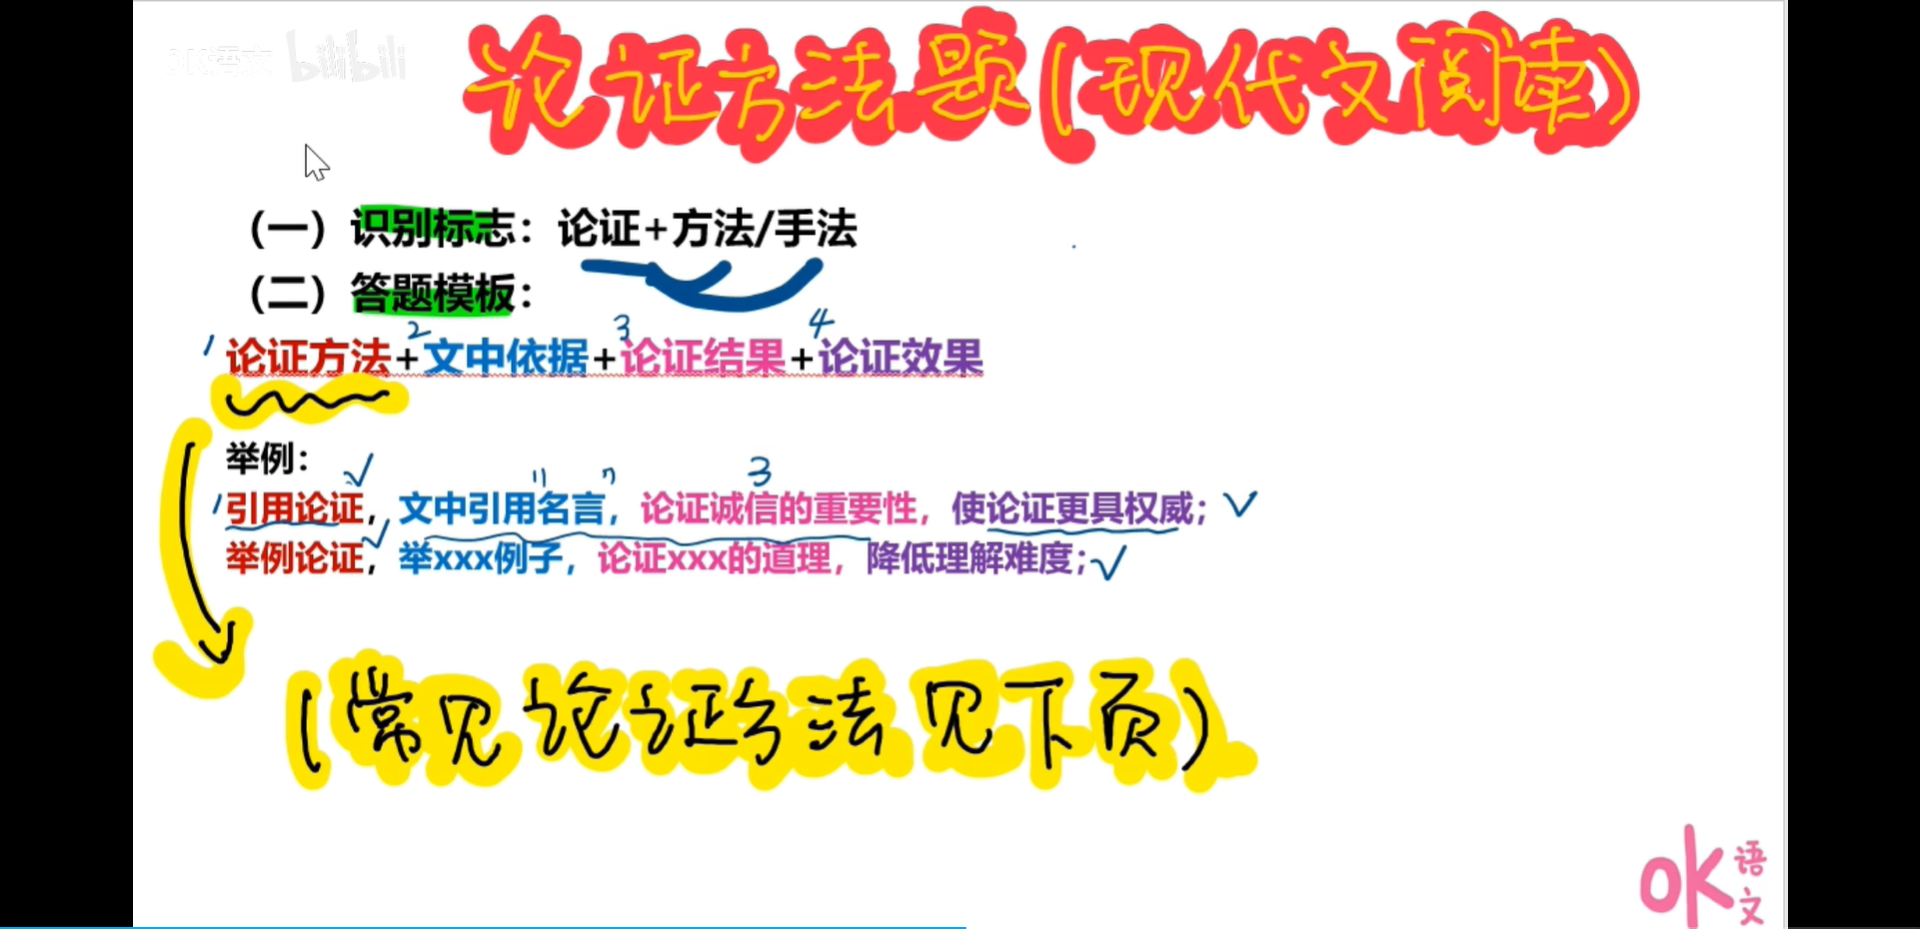 OK语文 bilibili
论证方法题(现代文阅读)
（一）识别标志：论证+方法/手法
（二）答题模板：
1 2 3 4
论证方法+文中依据+论证结果+论证效果
举例：
3
引用论证，文中引用名言，论证诚信的重要性，使论证更具权威；
举例论证，举xxx例子，论证xxx的道理，降低理解难度；
(常见论证方法见下页)
ok语文